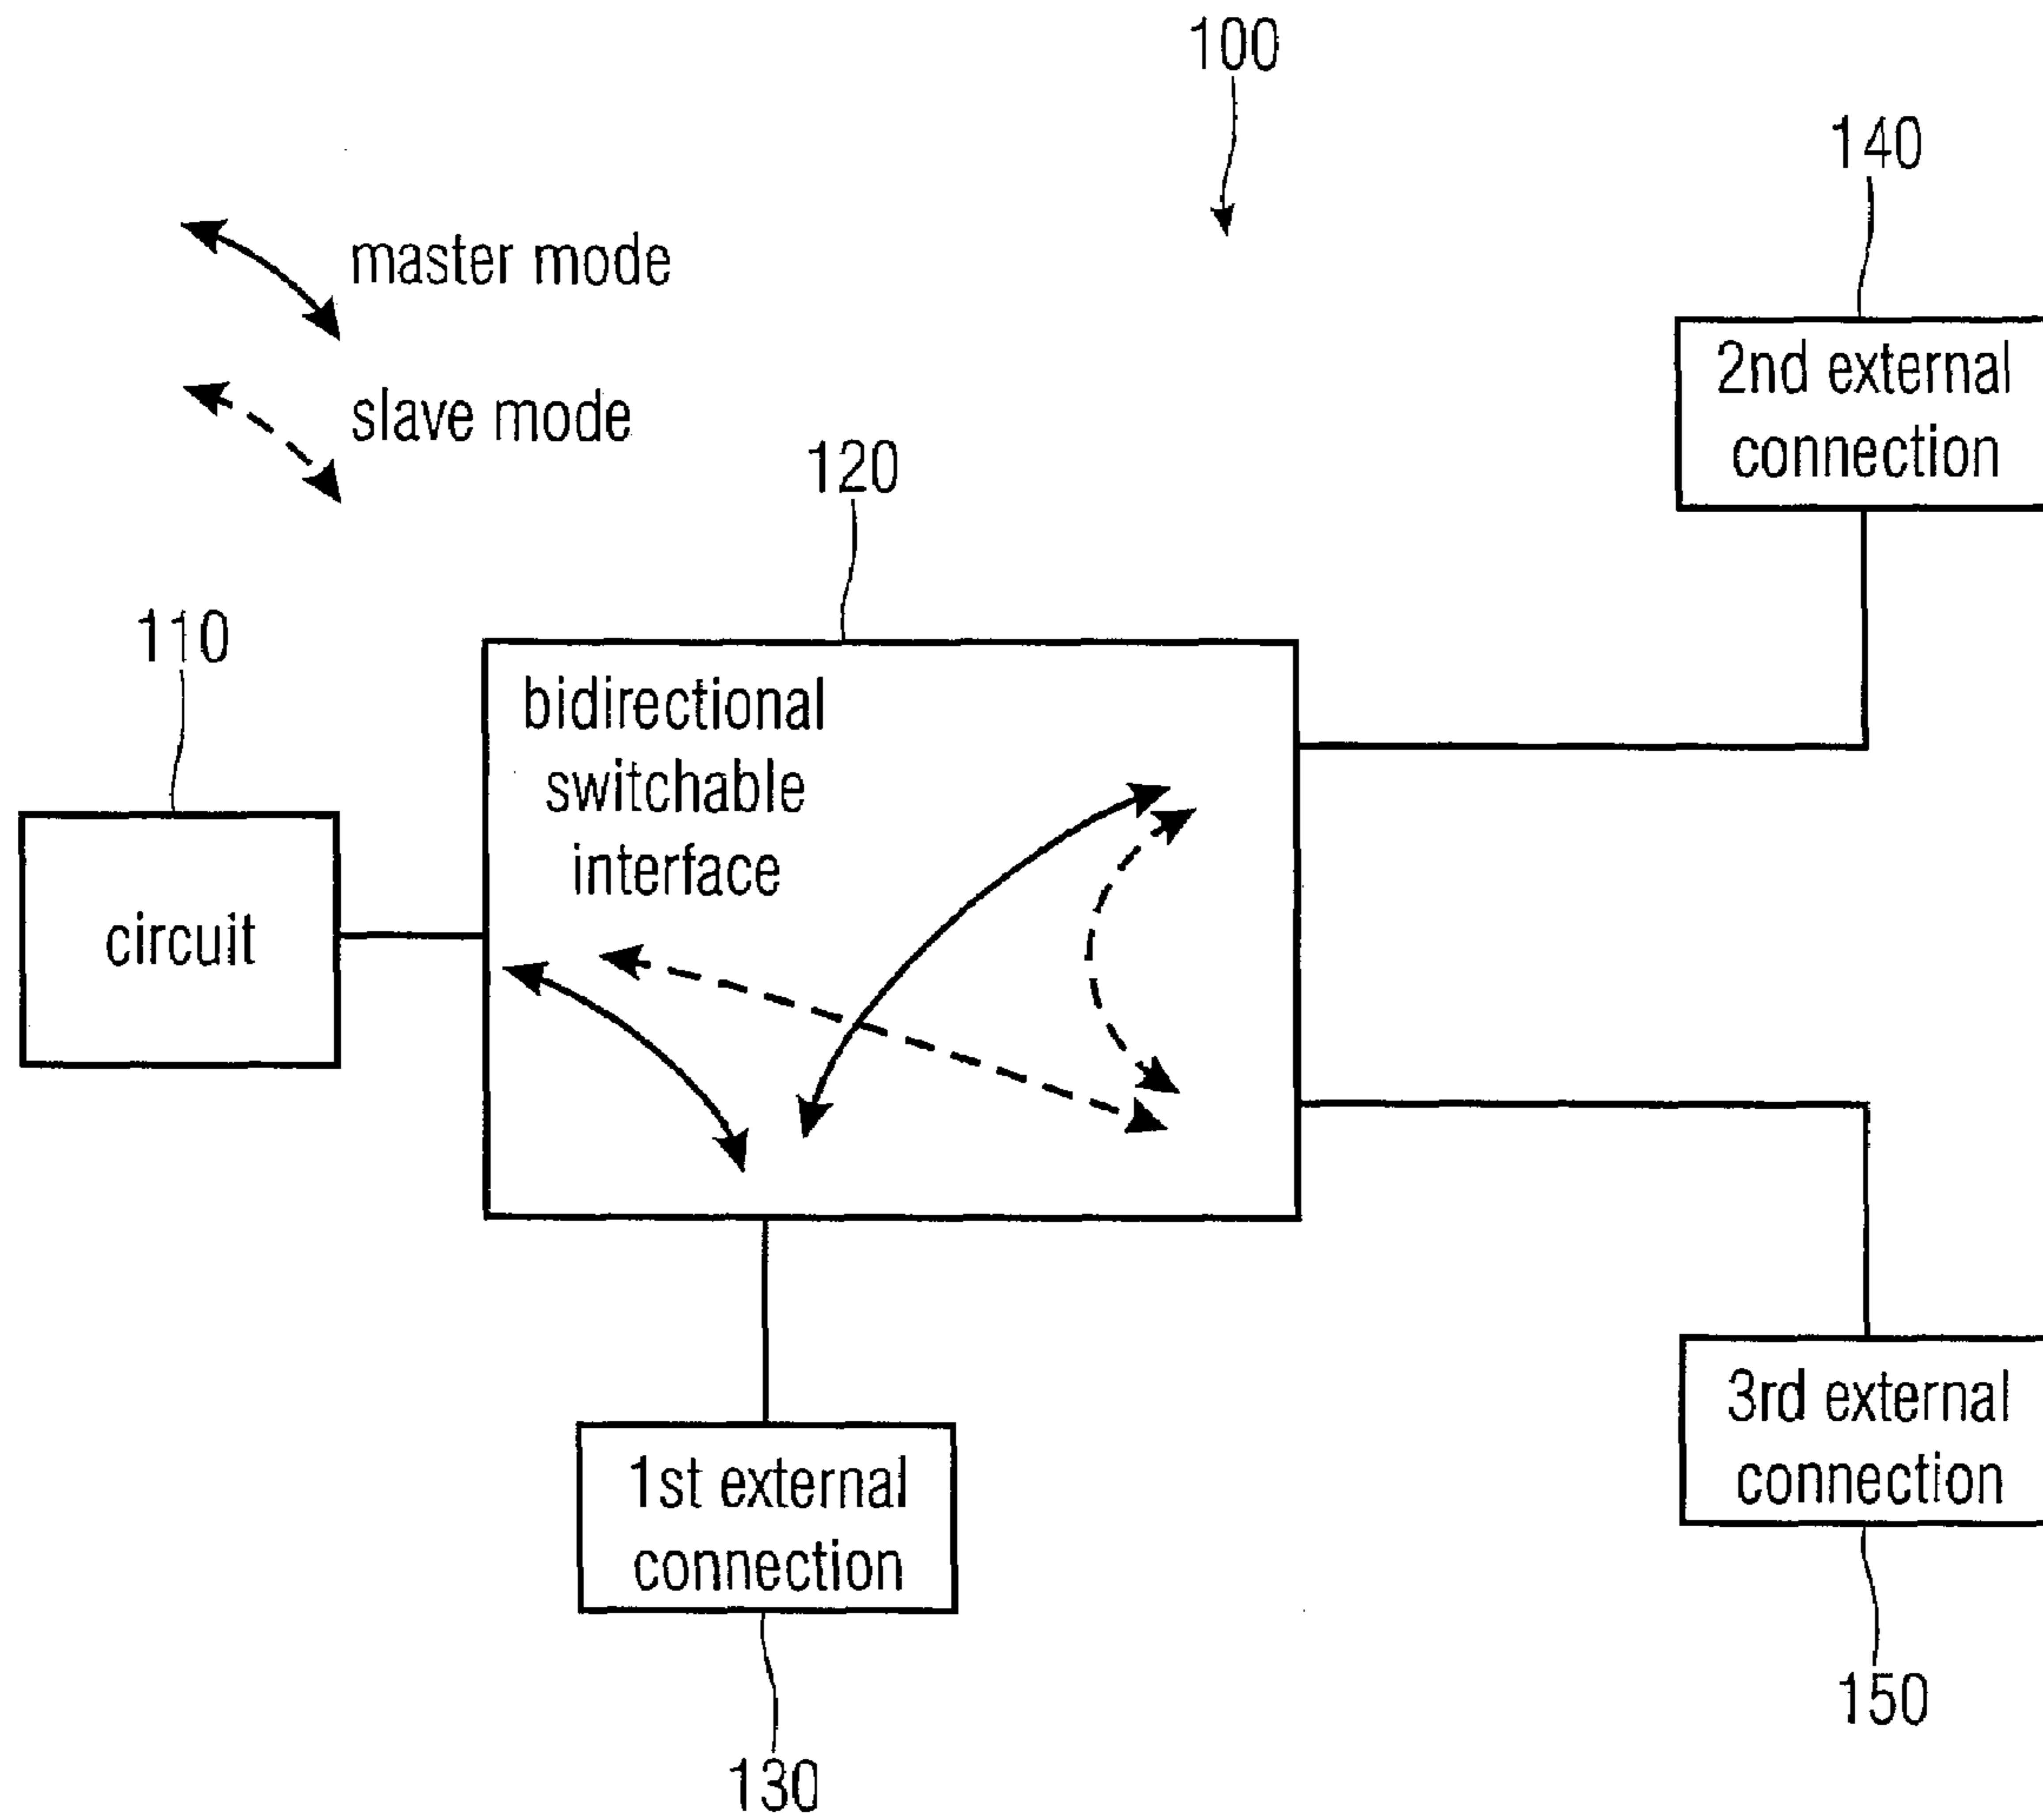 100
140
master mode
slave mode
2nd external
connection
120
110
bidirectional
switchable
interface
circuit
3rd external
connection
1st external
connection
150
130